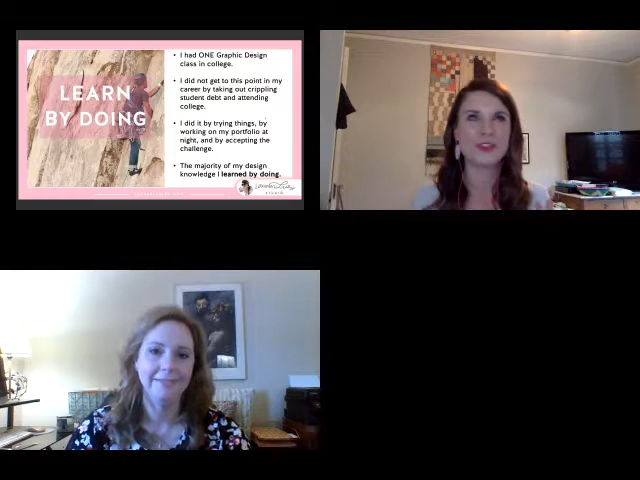 LEARN
BY DOING
• I had ONE Graphic Design
class in college.
• I did not get to this point in my
career by taking out crippling
student debt and attending
college.
• I did it by trying things, by
working on my portfolio at
night, and by accepting the
challenge.
• The majority of my design
knowledge I learned by doing.